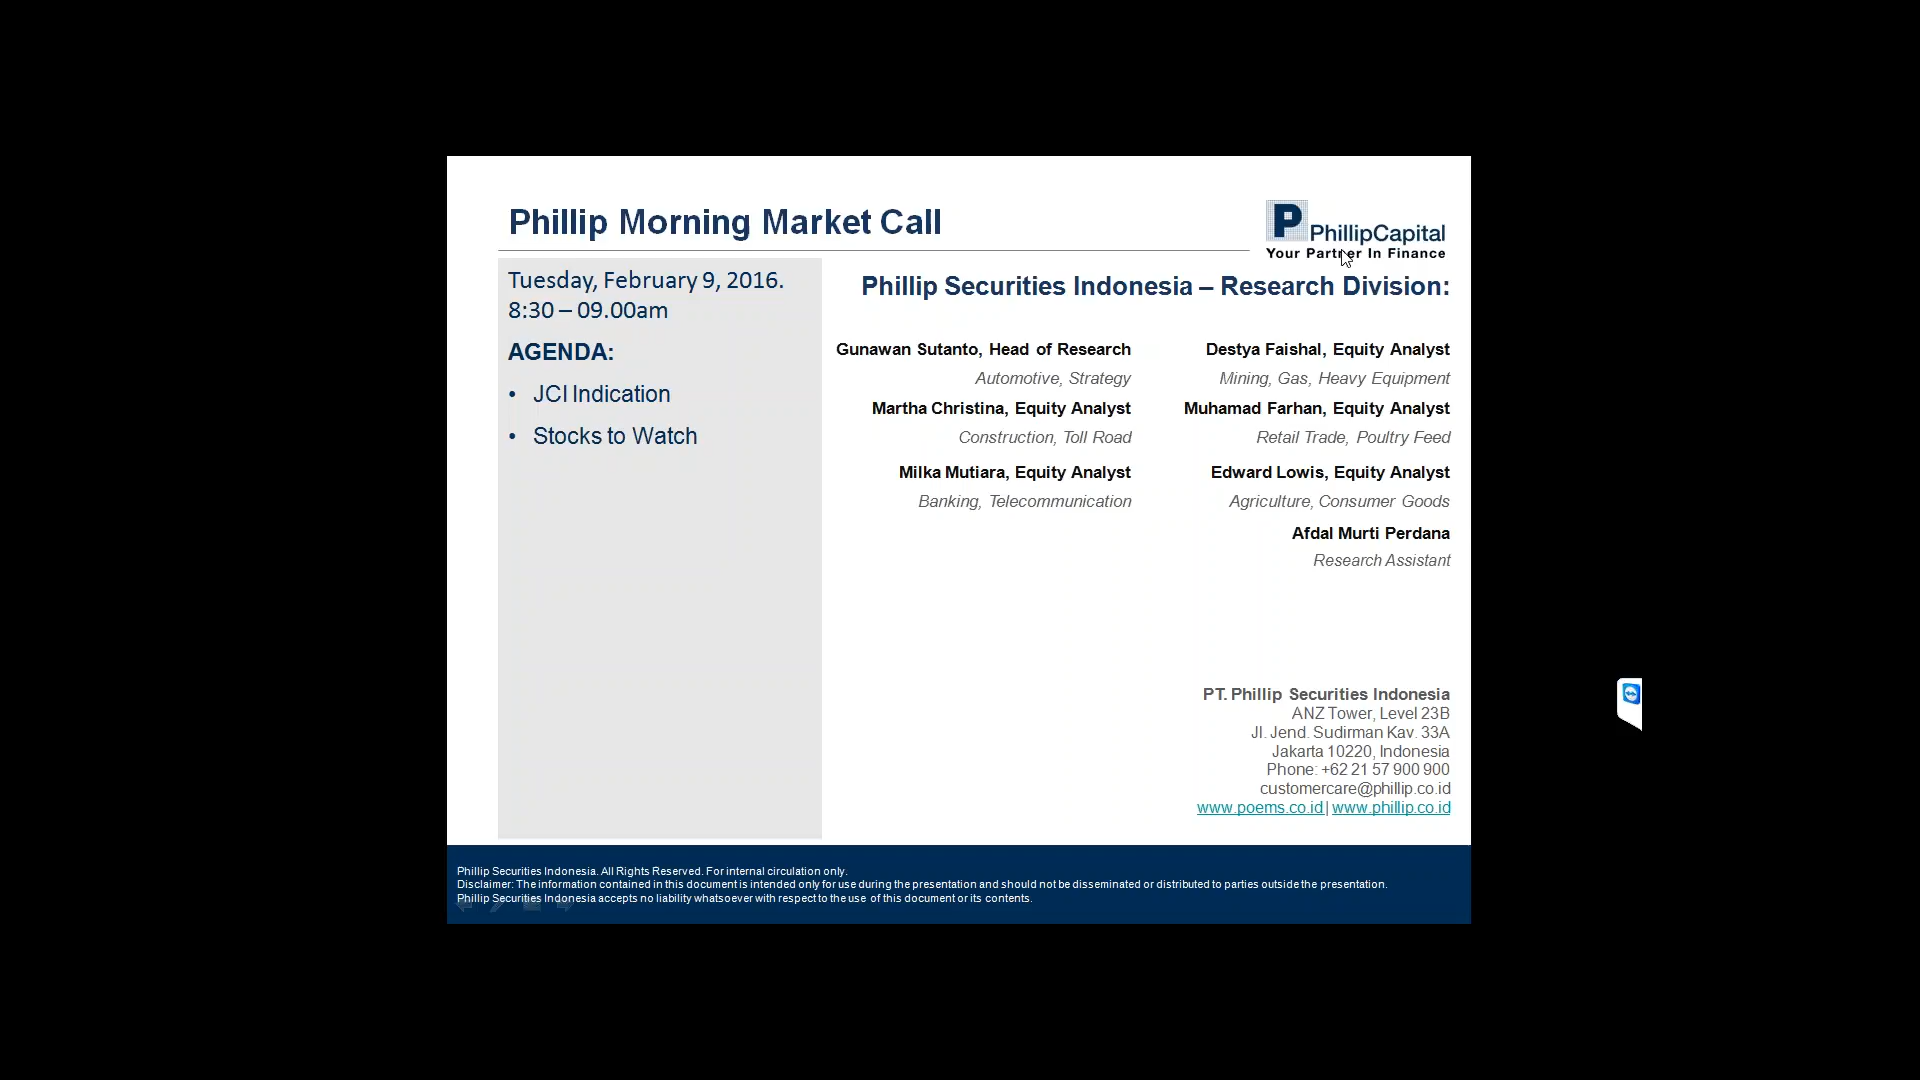 Phillip Morning Market Call
P PhillipCapital
Your Partner In Finance
Tuesday, February 9, 2016.
8:30 – 09.00am
AGENDA:
• JCI Indication
• Stocks to Watch
Phillip Securities Indonesia – Research Division:
Gunawan Sutanto, Head of Research
Automotive, Strategy
Martha Christina, Equity Analyst
Construction, Toll Road
Milka Mutiara, Equity Analyst
Banking, Telecommunication
Destya Faishal, Equity Analyst
Mining, Gas, Heavy Equipment
Muhamad Farhan, Equity Analyst
Retail Trade, Poultry Feed
Edward Lowis, Equity Analyst
Agriculture, Consumer Goods
Afdal Murti Perdana
Research Assistant
PT. Phillip Securities Indonesia
ANZ Tower, Level 23B
Jl. Jend. Sudirman Kav. 33A
Jakarta 10220, Indonesia
Phone: +62 21 57 900 900
customercare@phillip.co.id
www.poems.co.id | www.phillip.co.id
Phillip Securities Indonesia. All Rights Reserved. For internal circulation only.
Disclaimer: The information contained in this document is intended only for use during the presentation and should not be disseminated or distributed to parties outside the presentation.
Phillip Securities Indonesia accepts no liability whatsoever with respect to the use of this document or its contents.